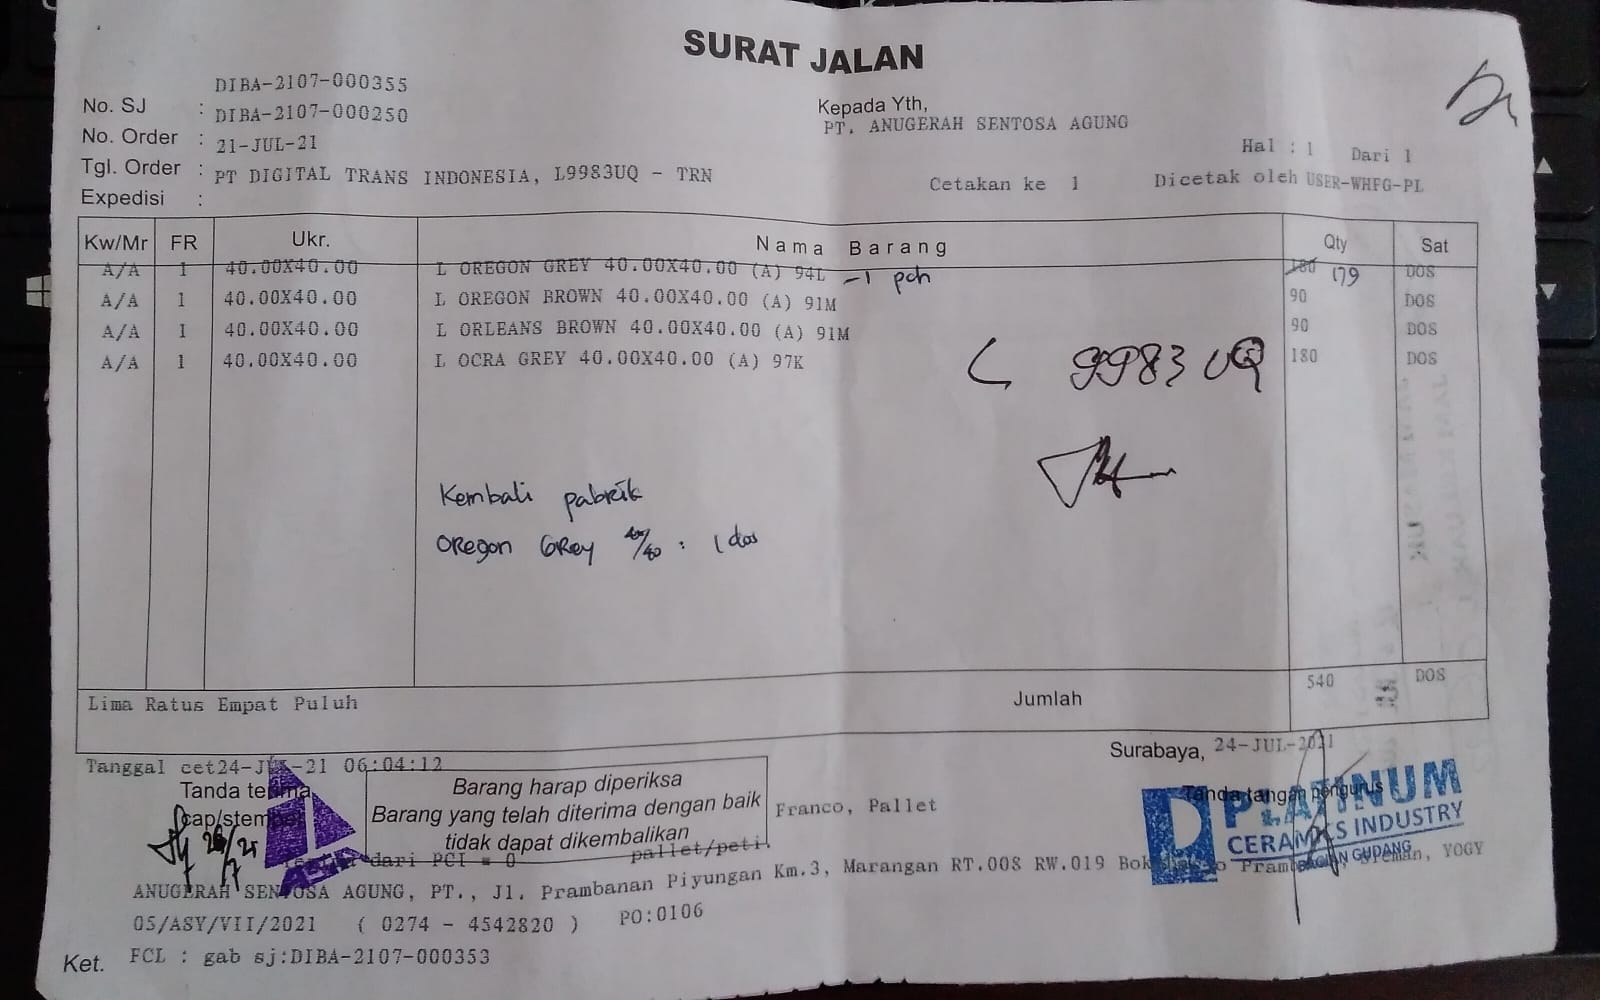 SURAT JALAN
DIBA-2107-000355
No. SJ : DIBA-2107-000250
No. Order : 21-JUL-21
Tgl. Order : PT DIGITAL TRANS INDONESIA, L9983UQ - TRN
Expedisi :
Kepada Yth,
PT. ANUGERAH SENTOSA AGUNG
Hal : 1 Dari 1
Cetakan ke 1 Dicetak oleh USER-WHFG-PL
Kw/Mr FR Ukr. Nama Barang Qty Sat
A/A 1 40.00X40.00 L OREGON GREY 40.00X40.00 (A) 94L -1 pch 180 179 DOS
A/A 1 40.00X40.00 L OREGON BROWN 40.00X40.00 (A) 91M 90 DOS
A/A 1 40.00X40.00 L ORLEANS BROWN 40.00X40.00 (A) 91M 90 DOS
A/A 1 40.00X40.00 L OCRA GREY 40.00X40.00 (A) 97K 180 DOS
L 9983 UQ
Kembali pabrik
Oregon Grey 40/40 : 1 dos
Lima Ratus Empat Puluh Jumlah 540 DOS
Surabaya, 24-JUL-2021
Tanggal cet24-JUL-21 06:04:12
Tanda terima,
cap/stempel
Barang harap diperiksa
Barang yang telah diterima dengan baik
tidak dapat dikembalikan
Franco, Pallet
Tanda tangan pengurus
PLATINUM
CERAMICS INDUSTRY
BAGIAN GUDANG
dari PCI = 0 pallet/peti.
ANUGERAH SENTOSA AGUNG, PT., Jl. Prambanan Piyungan Km.3, Marangan RT.008 RW.019 Sleman, YOGY
05/ASY/VII/2021 ( 0274 - 4542820 ) PO:0106
Ket. FCL : gab sj:DIBA-2107-000353